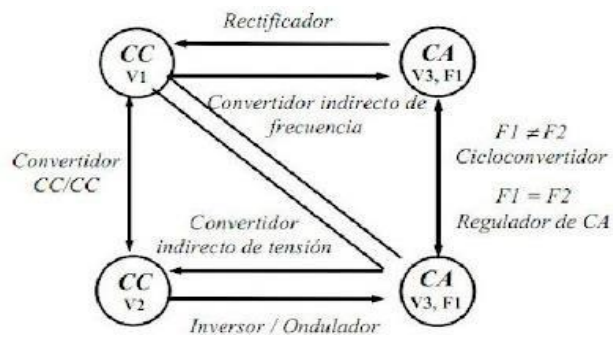 Rectificador
CC
V1
CA
V3, F1
Convertidor indirecto de
frecuencia
F1 ≠ F2
Cicloconvertidor
Convertidor
CC/CC
F1 = F2
Regulador de CA
Convertidor
indirecto de tensión
CC
V2
CA
V3, F1
Inversor / Ondulador